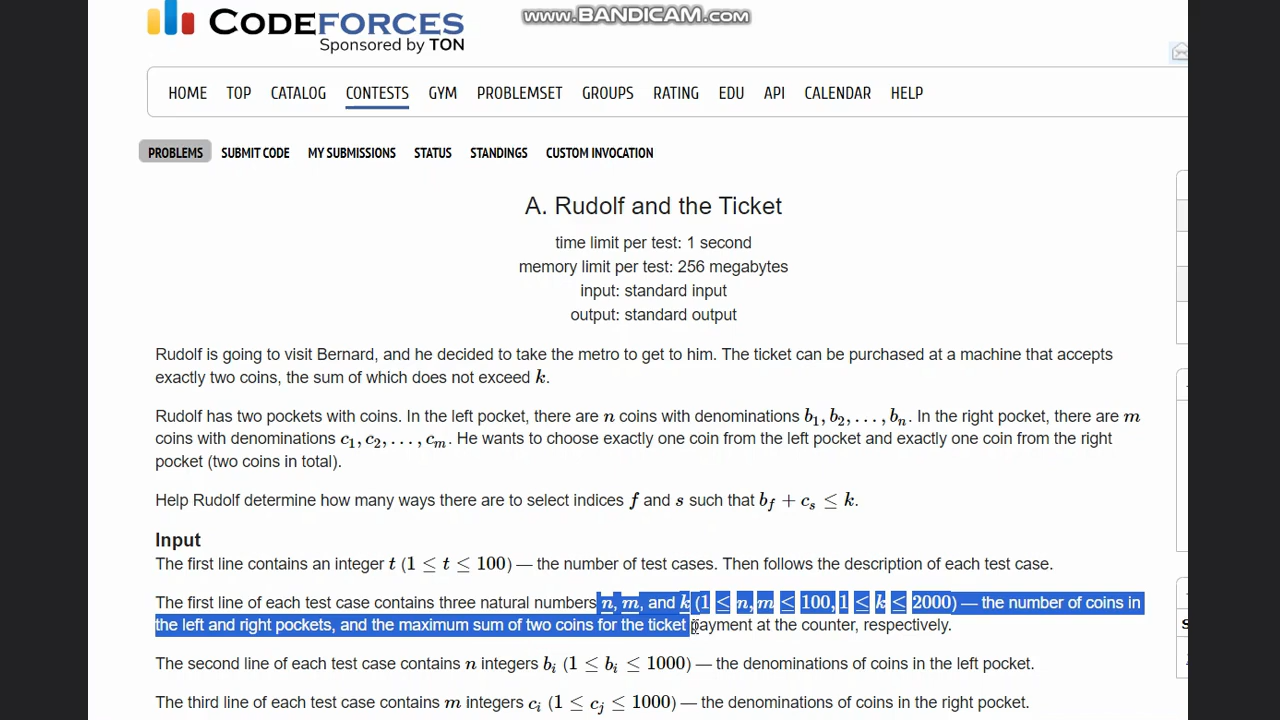 www.BANDICAM.com
CODEFORCES
Sponsored by TON
HOME TOP CATALOG CONTESTS GYM PROBLEMSET GROUPS RATING EDU API CALENDAR HELP
PROBLEMS SUBMIT CODE MY SUBMISSIONS STATUS STANDINGS CUSTOM INVOCATION
A. Rudolf and the Ticket
time limit per test: 1 second
memory limit per test: 256 megabytes
input: standard input
output: standard output
Rudolf is going to visit Bernard, and he decided to take the metro to get to him. The ticket can be purchased at a machine that accepts
exactly two coins, the sum of which does not exceed k.
Rudolf has two pockets with coins. In the left pocket, there are n coins with denominations b₁, b₂, . . . , bₙ. In the right pocket, there are m
coins with denominations c₁, c₂, . . . , cₘ. He wants to choose exactly one coin from the left pocket and exactly one coin from the right
pocket (two coins in total).
Help Rudolf determine how many ways there are to select indices f and s such that b_f + c_s ≤ k.
Input
The first line contains an integer t (1 ≤ t ≤ 100) — the number of test cases. Then follows the description of each test case.
The first line of each test case contains three natural numbers n, m, and k (1 ≤ n, m ≤ 100, 1 ≤ k ≤ 2000) — the number of coins in
the left and right pockets, and the maximum sum of two coins for the ticket payment at the counter, respectively.
The second line of each test case contains n integers bᵢ (1 ≤ bᵢ ≤ 1000) — the denominations of coins in the left pocket.
The third line of each test case contains m integers cᵢ (1 ≤ cⱼ ≤ 1000) — the denominations of coins in the right pocket.